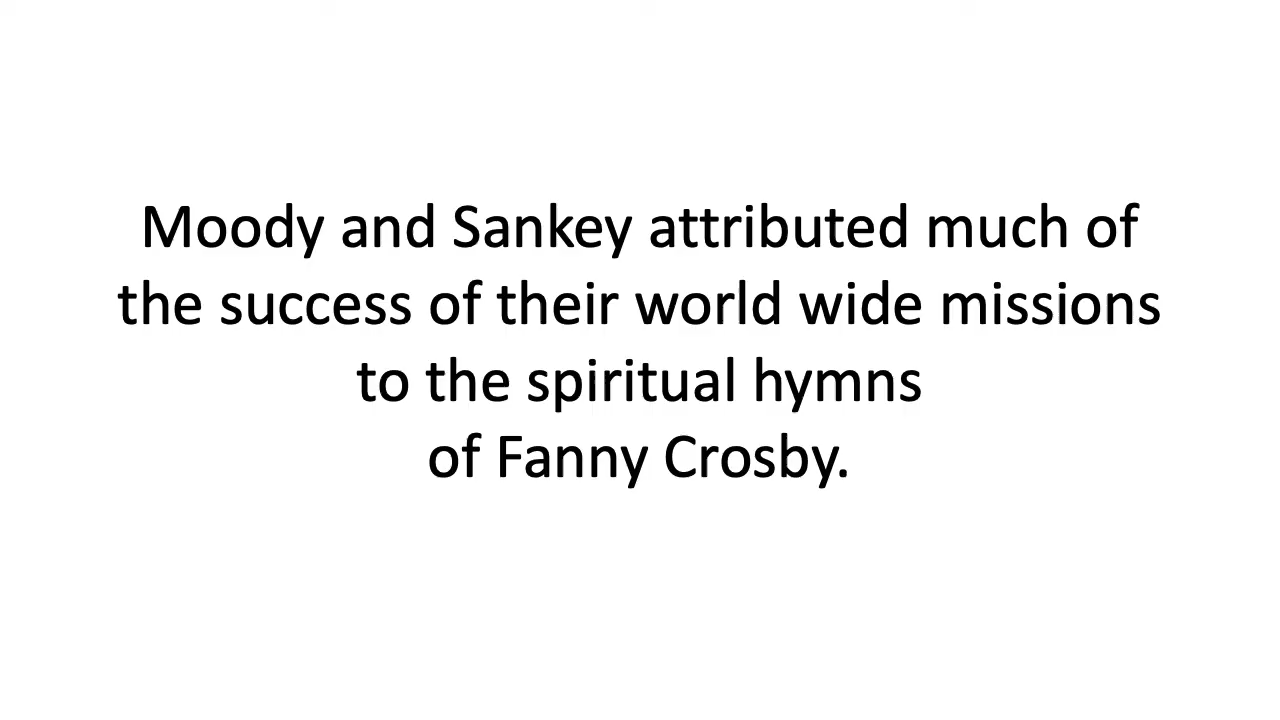 Moody and Sankey attributed much of
the success of their world wide missions
to the spiritual hymns
of Fanny Crosby.